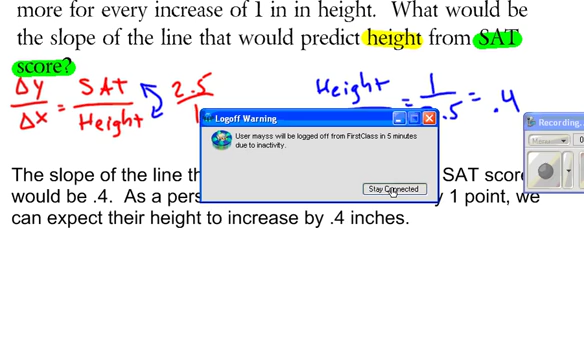 more for every increase of 1 in in height. What would be
the slope of the line that would predict height from SAT
score?
Δy SAT 2.5 Height 1
Δx = Height 1 = .5 = .4
Logoff Warning
User mayss will be logged off from FirstClass in 5 minutes
due to inactivity.
Stay Connected
Recording
The slope of the line SAT score
would be .4. As a 1 point, we
can expect their height to increase by .4 inches.